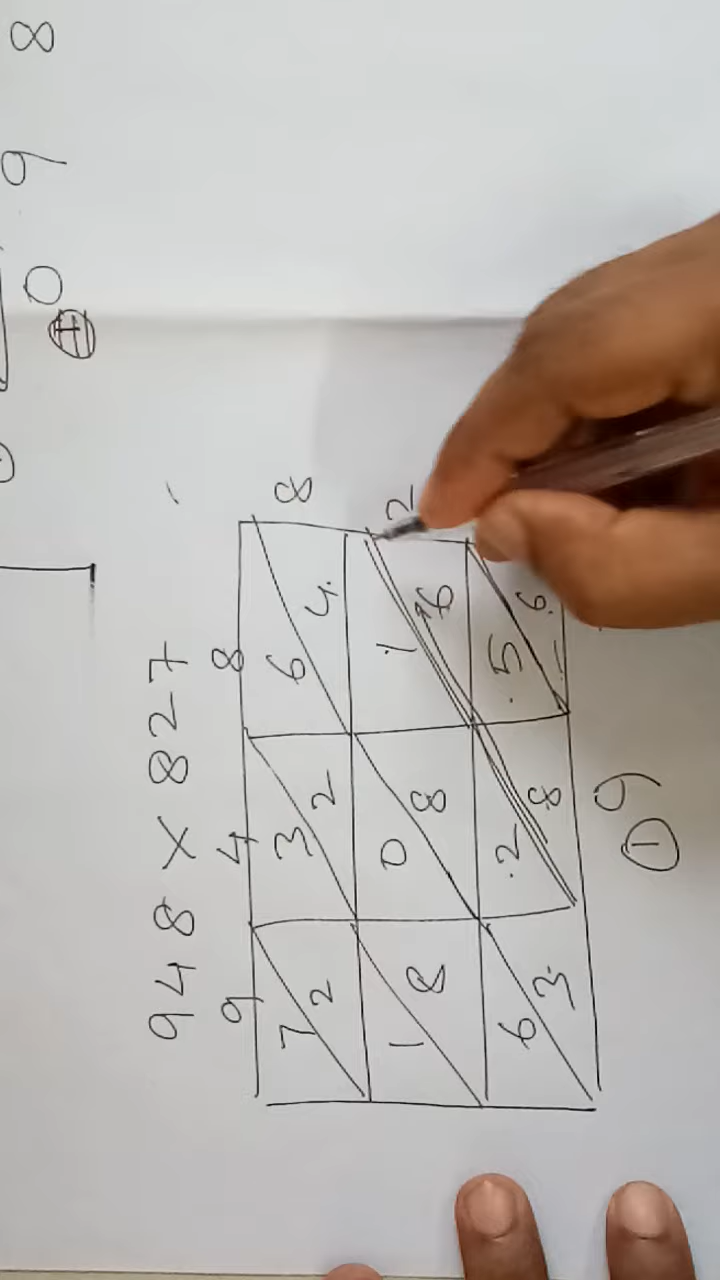 0 9 8
948 × 827
9 4 8
7 2 3 2 6 4 8
1 8 0 8 1 6 2
6 3 2 8 5 6
① 9